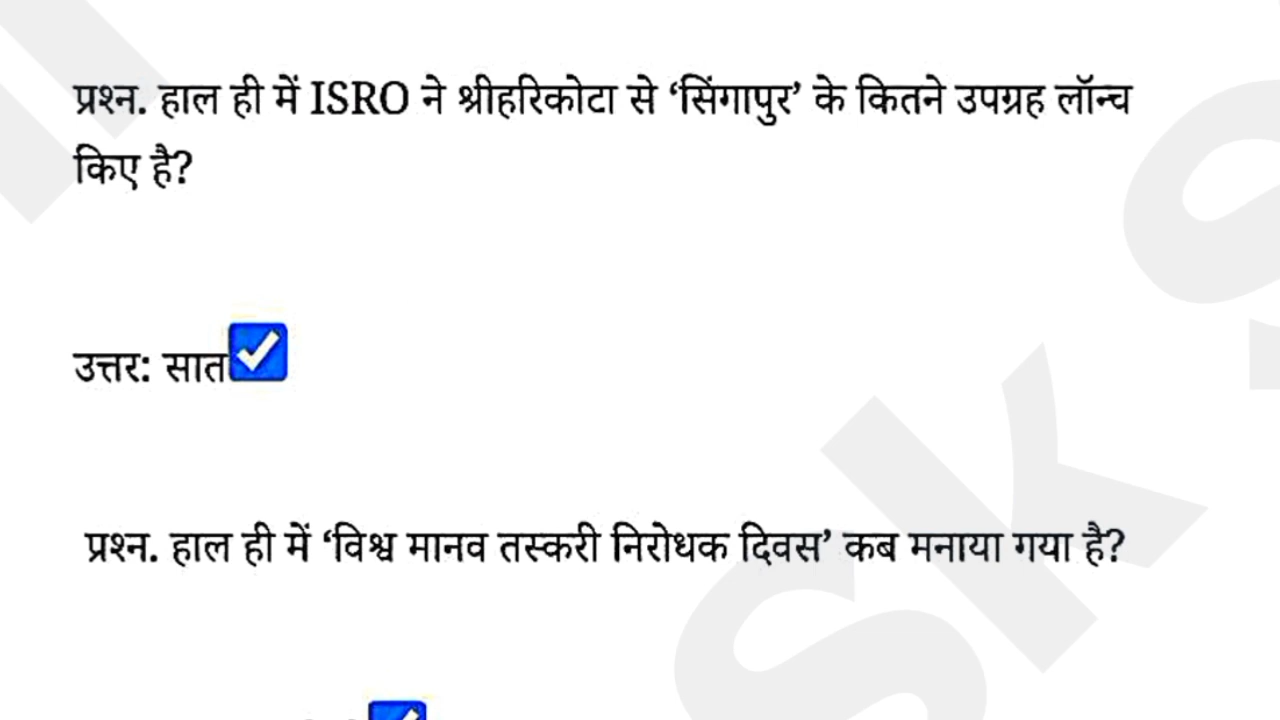 प्रश्न. हाल ही में ISRO ने श्रीहरिकोटा से ‘सिंगापुर’ के कितने उपग्रह लॉन्च
किए है?
उत्तर: सात
प्रश्न. हाल ही में ‘विश्व मानव तस्करी निरोधक दिवस’ कब मनाया गया है?